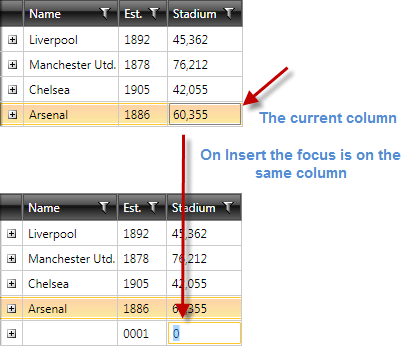 Name Est. Stadium
Liverpool 1892 45,362
Manchester Utd. 1878 76,212
Chelsea 1905 42,055
Arsenal 1886 60,355
The current column
On Insert the focus is on the
same column
Name Est. Stadium
Liverpool 1892 45,362
Manchester Utd. 1878 76,212
Chelsea 1905 42,055
Arsenal 1886 60,355
0001 0